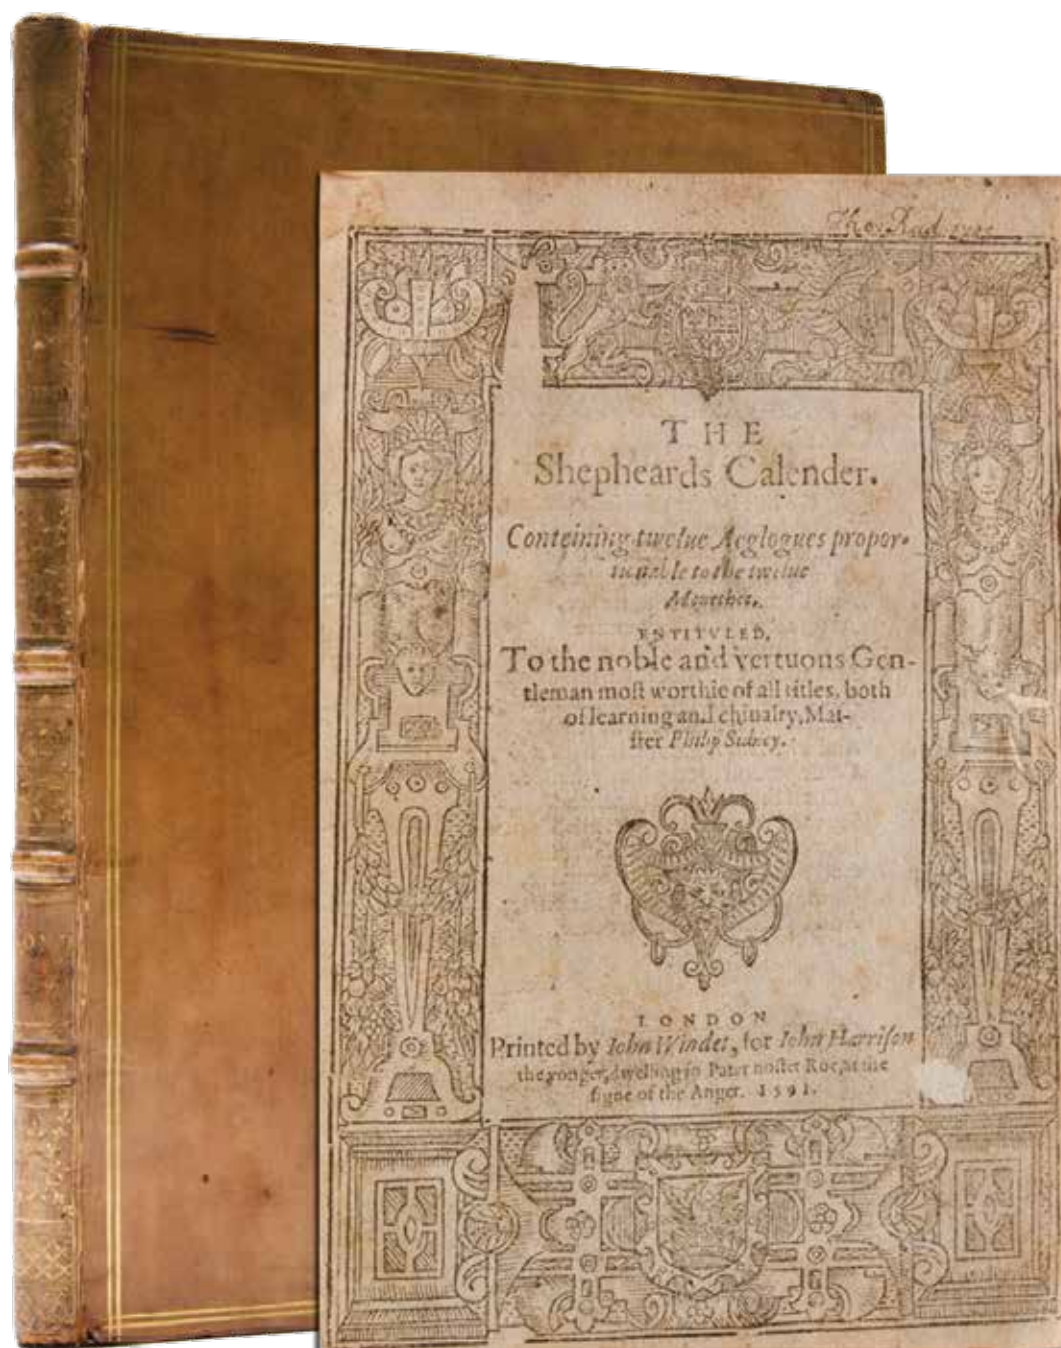 THE
Shepheards Calender.
Conteining twelue Aeglogues propor-
tionable to the twelue
Monethes.
ENTITVLED,
To the noble and vertuous Gen-
tleman most worthie of all titles, both
of learning and chiualry, Mai-
ster Philip Sidney.
LONDON
Printed by Iohn Windet, for Iohn Harrison
the yonger, dwelling in Pater noster Roe, at the
signe of the Anger. 1591.